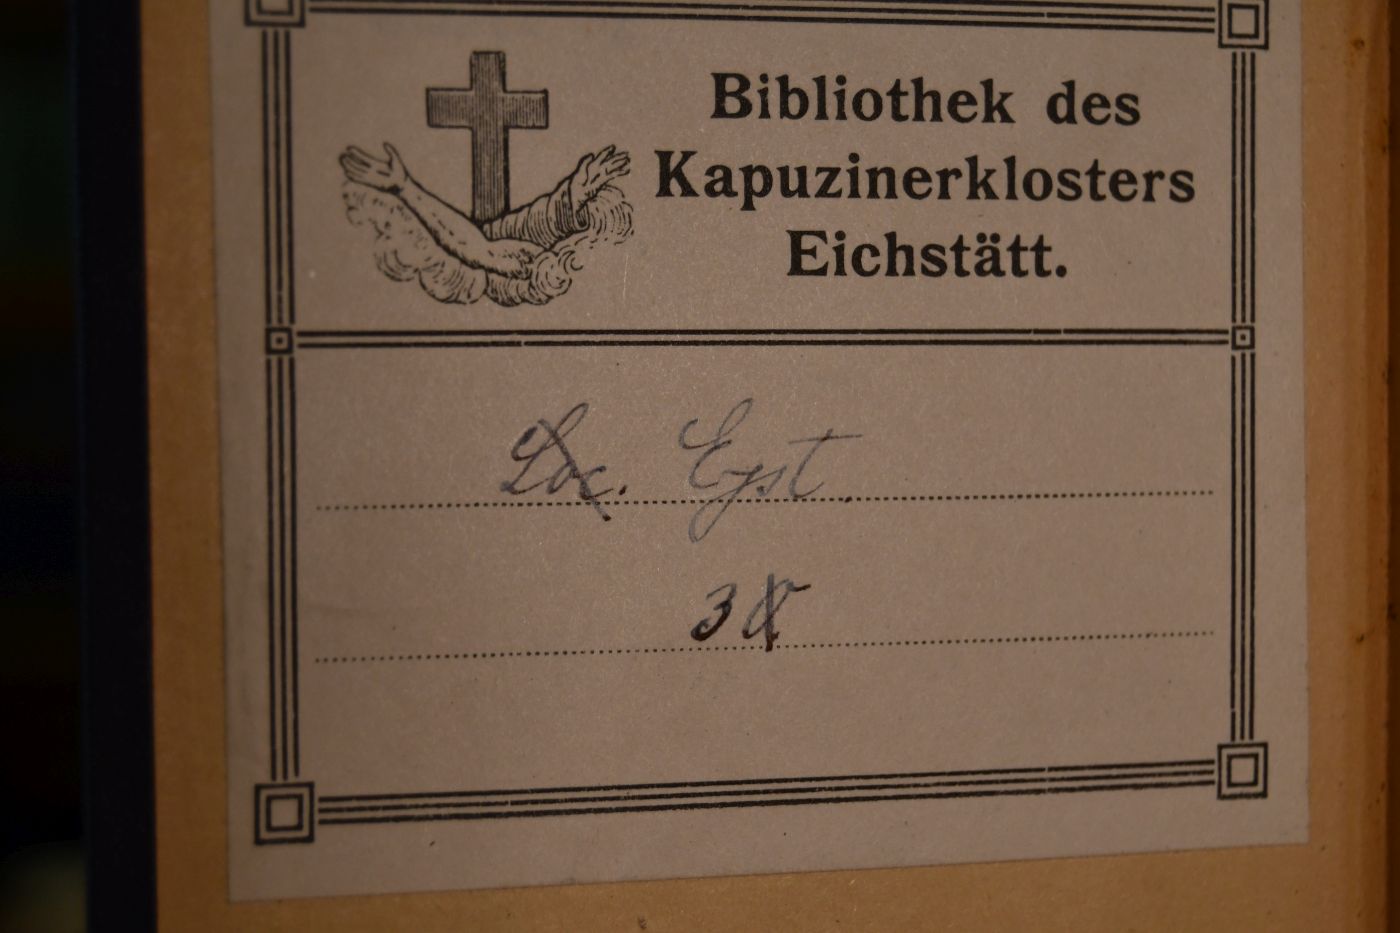 Bibliothek des
Kapuzinerklosters
Eichstätt.
Loc. Eyst.
3